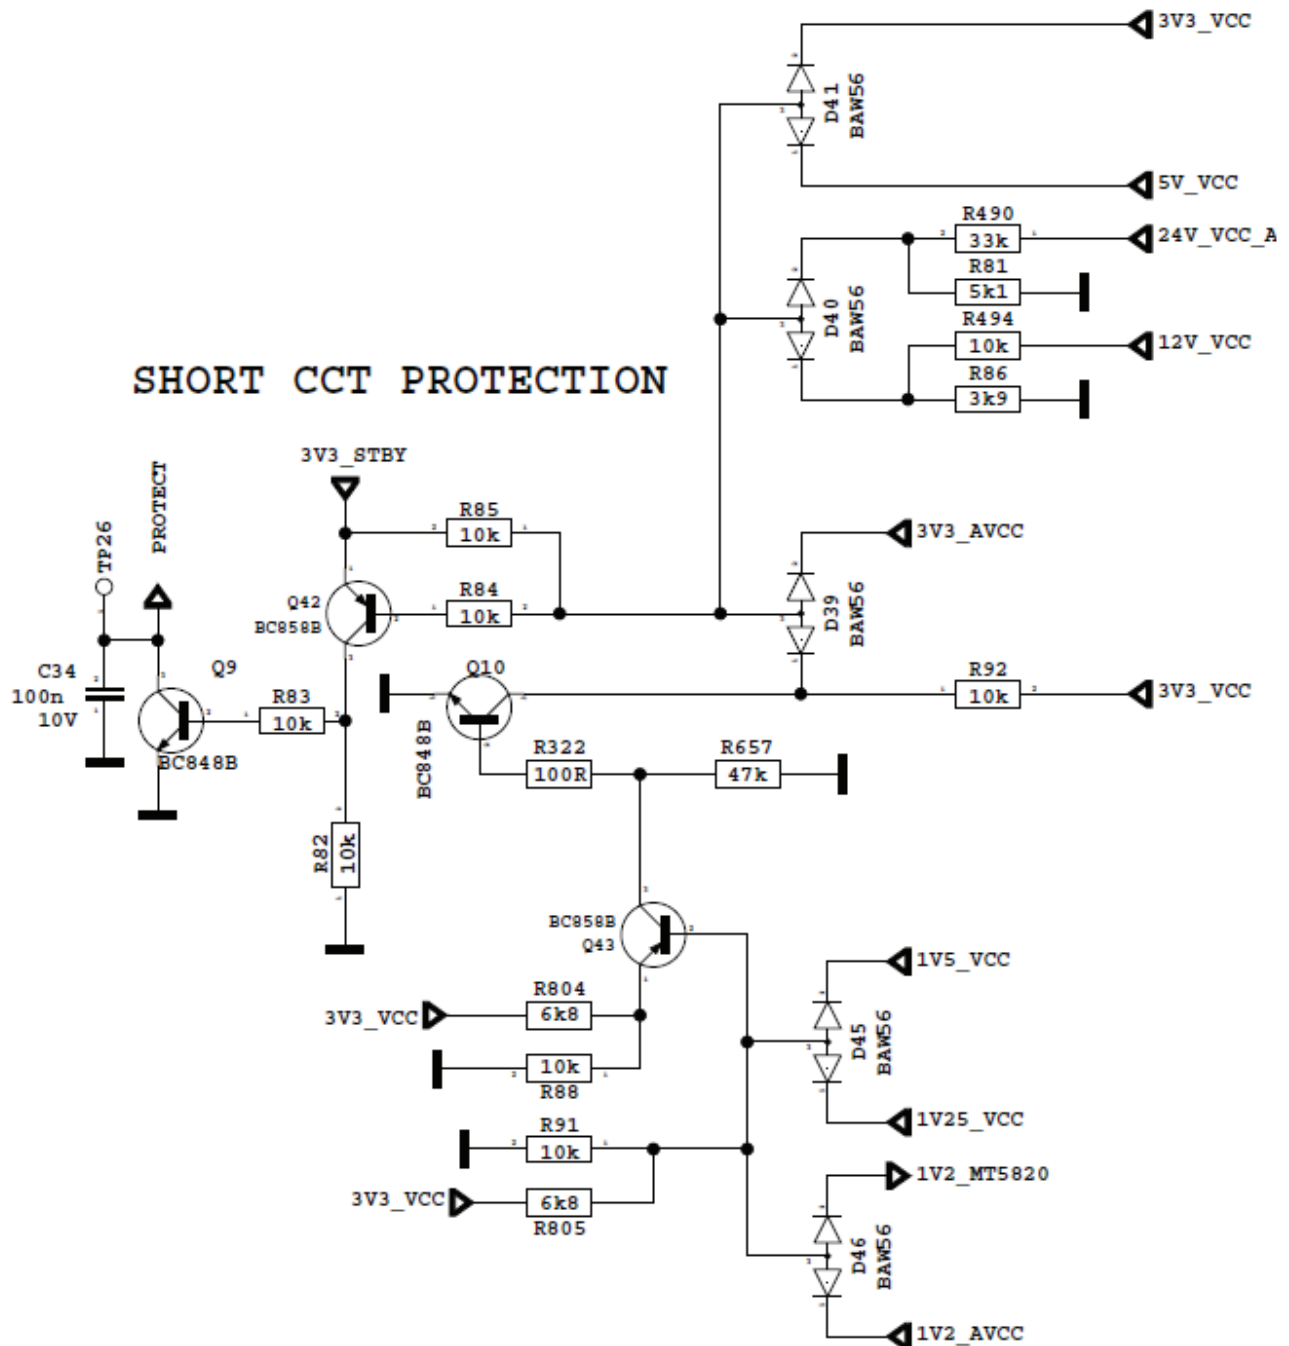 3V3_VCC
D41
BAW56
5V_VCC
R490
33k
24V_VCC_A
R81
5k1
D40
BAW56
R494
10k
12V_VCC
R86
3k9
SHORT CCT PROTECTION
3V3_STBY
PROTECT
TP26
R85
10k
3V3_AVCC
Q42
BC858B
R84
10k
D39
BAW56
C34
100n
10V
Q9
BC848B
R83
10k
Q10
BC848B
R92
10k
3V3_VCC
R322
100R
R657
47k
R82
10k
BC858B
Q43
1V5_VCC
R804
6k8
3V3_VCC
D45
BAW56
10k
R88
1V25_VCC
R91
10k
1V2_MT5820
3V3_VCC
6k8
R805
D46
BAW56
1V2_AVCC